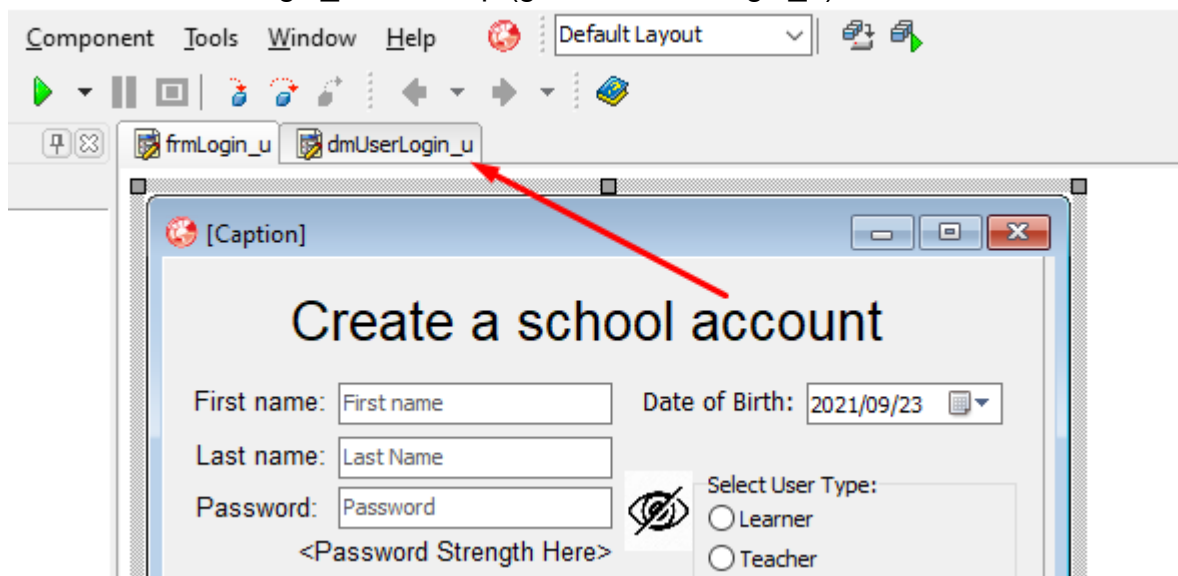 Component Tools Window Help Default Layout
frmLogin_u dmUserLogin_u
[Caption]
Create a school account
First name: First name Date of Birth: 2021/09/23
Last name: Last Name
Select User Type:
Password: Password Learner
<Password Strength Here> Teacher